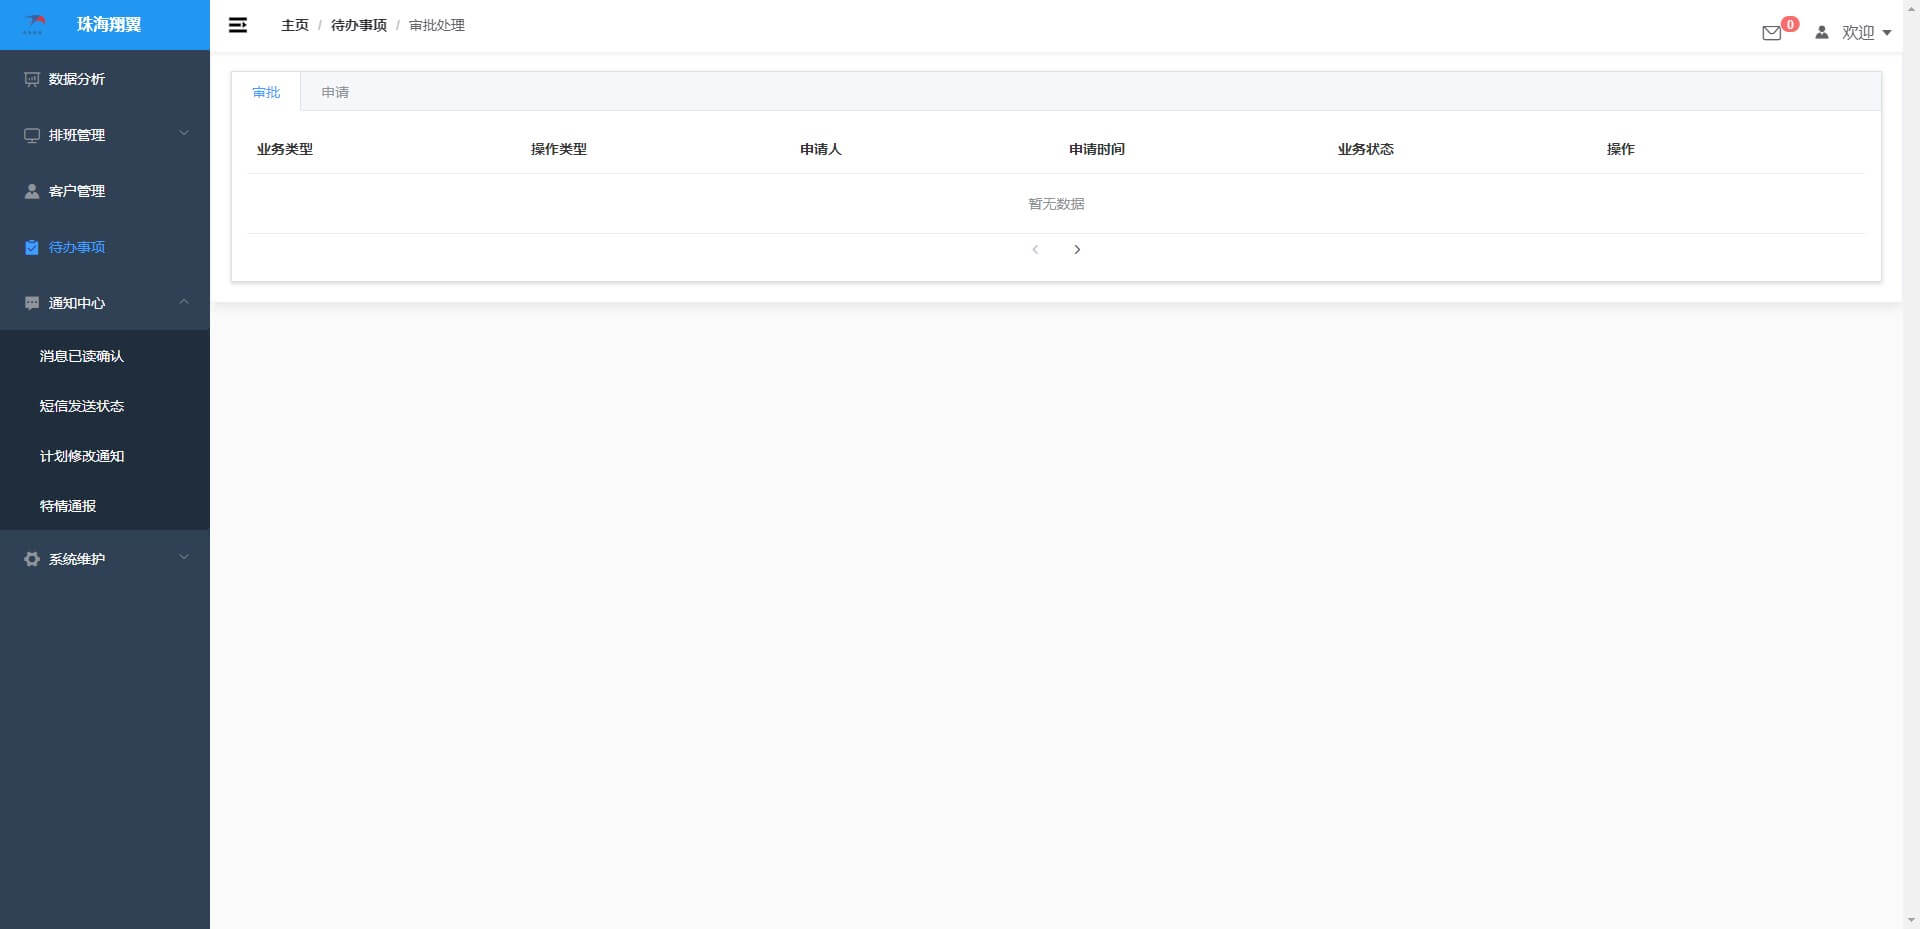 珠海翔翼
主页 / 待办事项 / 审批处理
0
欢迎
数据分析
排班管理
客户管理
待办事项
通知中心
消息已读确认
短信发送状态
计划修改通知
特情通报
系统维护
审批 申请
业务类型 操作类型 申请人 申请时间 业务状态 操作
暂无数据